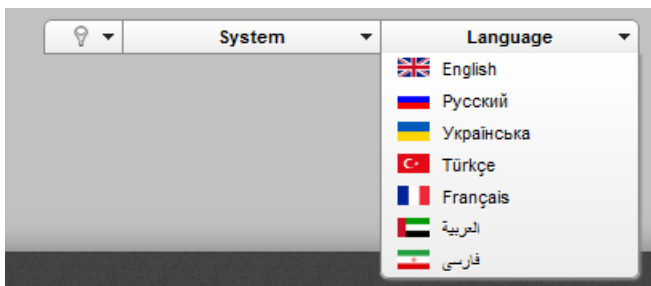 System
Language
English
Русский
Українська
Türkçe
Français
العربية
فارسی